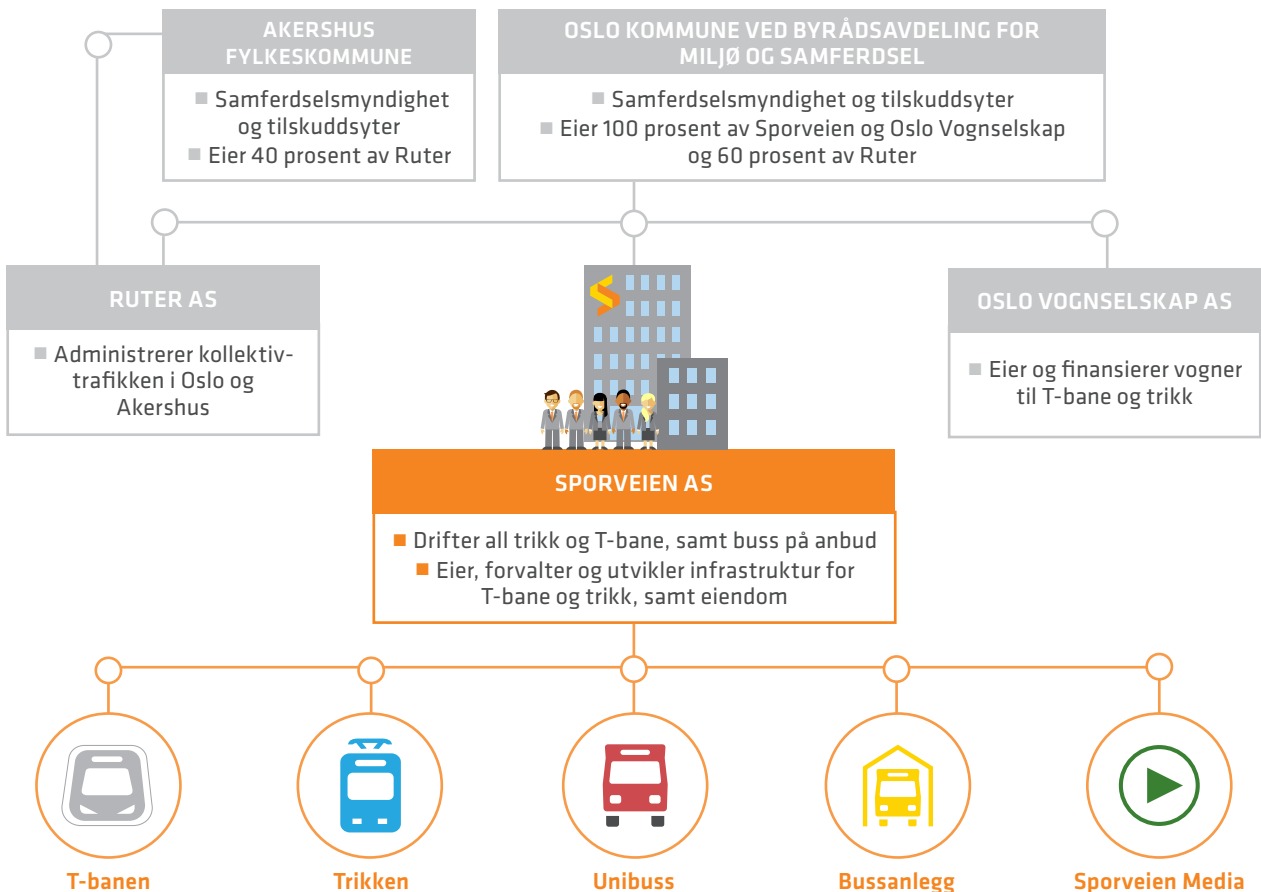 AKERSHUS
FYLKESKOMMUNE
Samferdselsmyndighet
og tilskuddsyter
Eier 40 prosent av Ruter
OSLO KOMMUNE VED BYRÅDSAVDELING FOR
MILJØ OG SAMFERDSEL
Samferdselsmyndighet og tilskuddsyter
Eier 100 prosent av Sporveien og Oslo Vognselskap
og 60 prosent av Ruter
RUTER AS
Administrerer kollektiv-
trafikken i Oslo og
Akershus
OSLO VOGNSELSKAP AS
Eier og finansierer vogner
til T-bane og trikk
SPORVEIEN AS
Drifter all trikk og T-bane, samt buss på anbud
Eier, forvalter og utvikler infrastruktur for
T-bane og trikk, samt eiendom
T-banen
Trikken
Unibuss
Bussanlegg
Sporveien Media